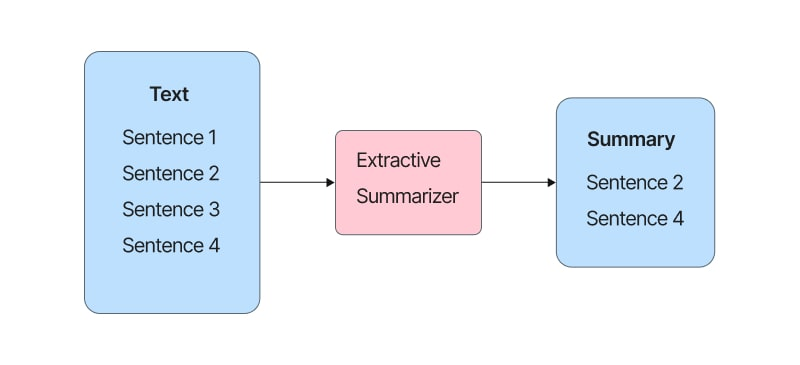 Text
Sentence 1
Sentence 2
Sentence 3
Sentence 4
Extractive
Summarizer
Summary
Sentence 2
Sentence 4